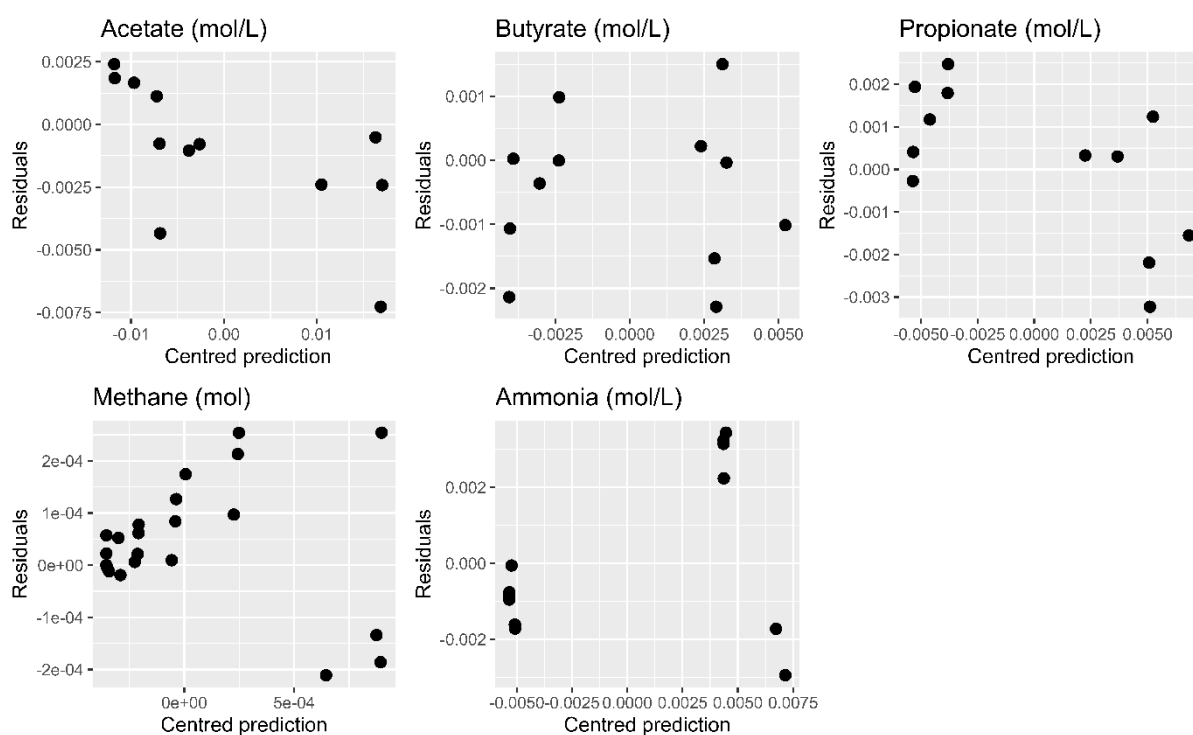 Acetate (mol/L)
0.0025
0.0000
-0.0025
-0.0050
-0.0075
Residuals
-0.01
0.00
0.01
Centred prediction
Butyrate (mol/L)
0.001
0.000
-0.001
-0.002
Residuals
-0.0025
0.0000
0.0025
0.0050
Centred prediction
Propionate (mol/L)
0.002
0.001
0.000
-0.001
-0.002
-0.003
Residuals
-0.0050
-0.0025
0.0000
0.0025
0.0050
Centred prediction
Methane (mol)
2e-04
1e-04
0e+00
-1e-04
-2e-04
Residuals
0e+00
5e-04
Centred prediction
Ammonia (mol/L)
0.002
0.000
-0.002
Residuals
-0.0050
-0.0025
0.0000
0.0025
0.0050
0.0075
Centred prediction